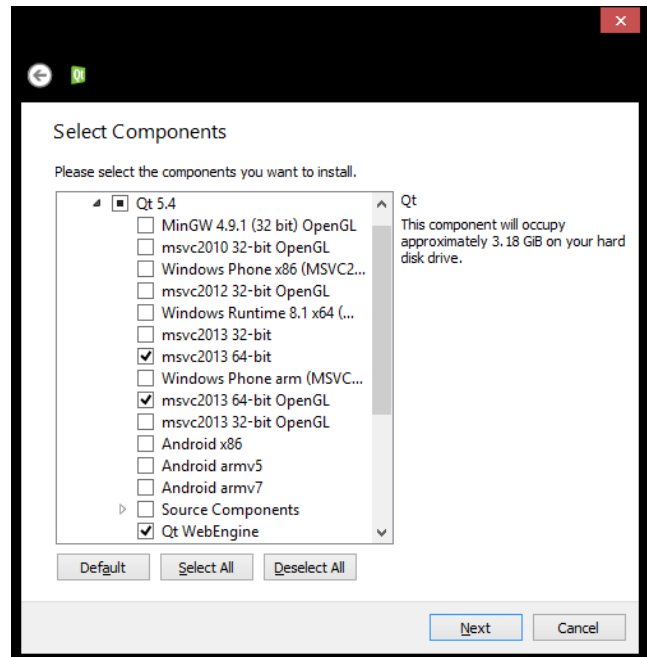 Qt
Select Components
Please select the components you want to install.
Qt 5.4
MinGW 4.9.1 (32 bit) OpenGL
msvc2010 32-bit OpenGL
Windows Phone x86 (MSVC2...
msvc2012 32-bit OpenGL
Windows Runtime 8.1 x64 (...
msvc2013 32-bit
msvc2013 64-bit
Windows Phone arm (MSVC...
msvc2013 64-bit OpenGL
msvc2013 32-bit OpenGL
Android x86
Android armv5
Android armv7
Source Components
Qt WebEngine
Qt
This component will occupy
approximately 3.18 GiB on your hard
disk drive.
Default
Select All
Deselect All
Next
Cancel